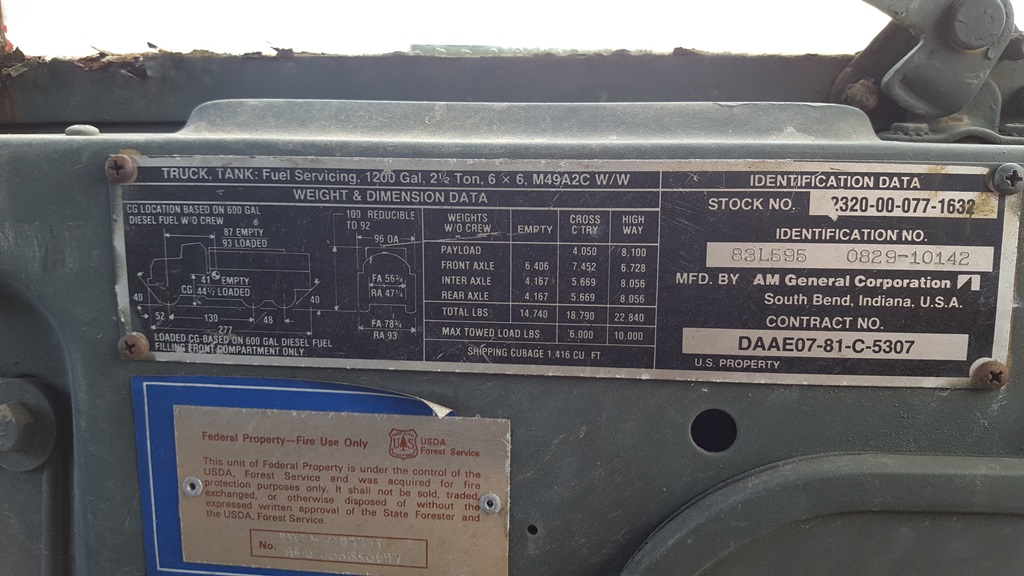 TRUCK, TANK: Fuel Servicing, 1200 Gal, 2½ Ton, 6 × 6, M49A2C W/W
WEIGHT & DIMENSION DATA
CG LOCATION BASED ON 600 GAL
DIESEL FUEL W/O CREW
87 EMPTY
93 LOADED
41 EMPTY
CG 44½ LOADED
40
52
130
48
40
277
LOADED CG BASED ON 600 GAL DIESEL FUEL
FILLING FRONT COMPARTMENT ONLY.
100 REDUCIBLE
TO 92
96 OA
FA 56¾
RA 47¼
FA 78¾
RA 93
WEIGHTS W/O CREW EMPTY CROSS C'TRY HIGH WAY
PAYLOAD 4,050 8,100
FRONT AXLE 6,406 7,452 6,728
INTER AXLE 4,167 5,669 8,056
REAR AXLE 4,167 5,669 8,056
TOTAL LBS 14,740 18,790 22,840
MAX TOWED LOAD LBS 6,000 10,000
SHIPPING CUBAGE 1,416 CU. FT.
IDENTIFICATION DATA
STOCK NO. 2320-00-077-1632
IDENTIFICATION NO.
83L595 0829-10142
MFD. BY AM General Corporation
South Bend, Indiana, U.S.A.
CONTRACT NO.
DAAE07-81-C-5307
U.S. PROPERTY
Federal Property—Fire Use Only
U S
USDA
Forest Service
This unit of Federal Property is under the control of the
USDA, Forest Service and was acquired for fire
protection purposes only. It shall not be sold, traded,
exchanged, or otherwise disposed of without the
expressed written approval of the State Forester and
the USDA, Forest Service.
No.